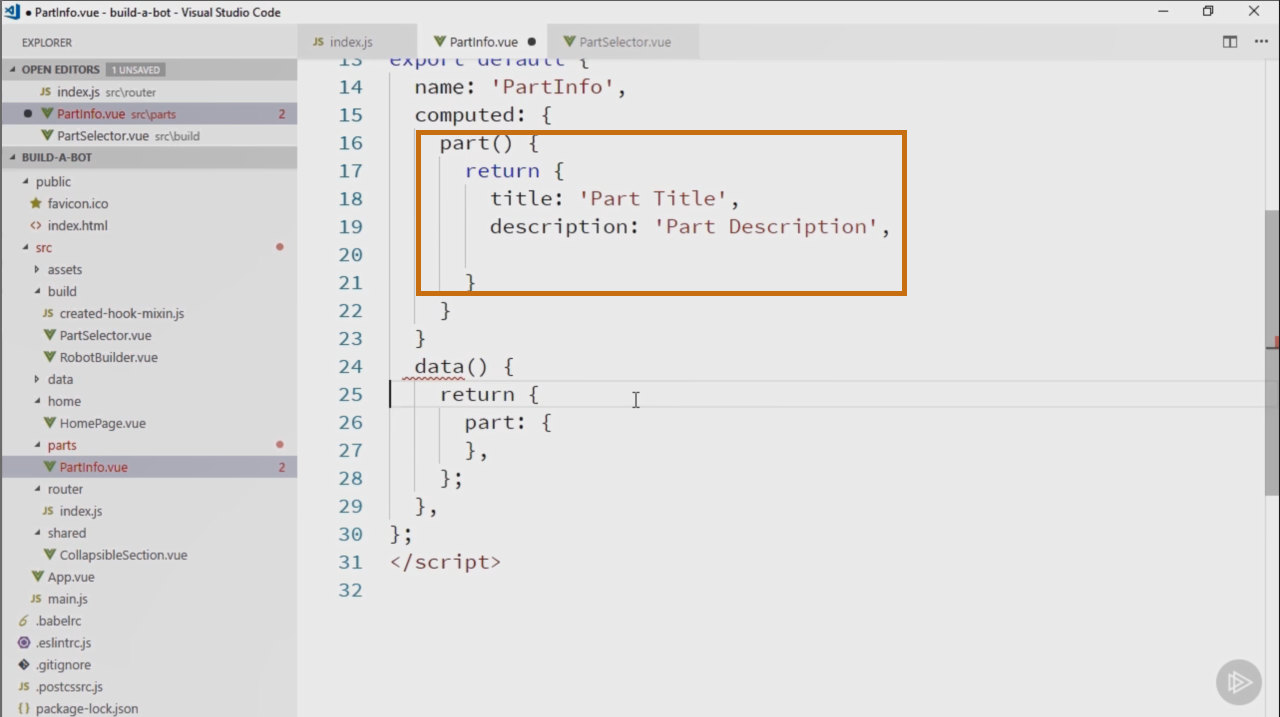 ● PartInfo.vue - build-a-bot - Visual Studio Code
EXPLORER
OPEN EDITORS 1 UNSAVED
JS index.js src\router
PartInfo.vue src\parts 2
PartSelector.vue src\build
BUILD-A-BOT
public
favicon.ico
<> index.html
src
assets
build
JS created-hook-mixin.js
PartSelector.vue
RobotBuilder.vue
data
home
HomePage.vue
parts
PartInfo.vue 2
router
JS index.js
shared
CollapsibleSection.vue
App.vue
JS main.js
.babelrc
.eslintrc.js
.gitignore
JS .postcssrc.js
{} package-lock.json
JS index.js PartInfo.vue ● PartSelector.vue
13 export default {
14 name: 'PartInfo',
15 computed: {
16 part() {
17 return {
18 title: 'Part Title',
19 description: 'Part Description',
20
21 }
22 }
23 }
24 data() {
25 return {
26 part: {
27 },
28 };
29 },
30 };
31 </script>
32